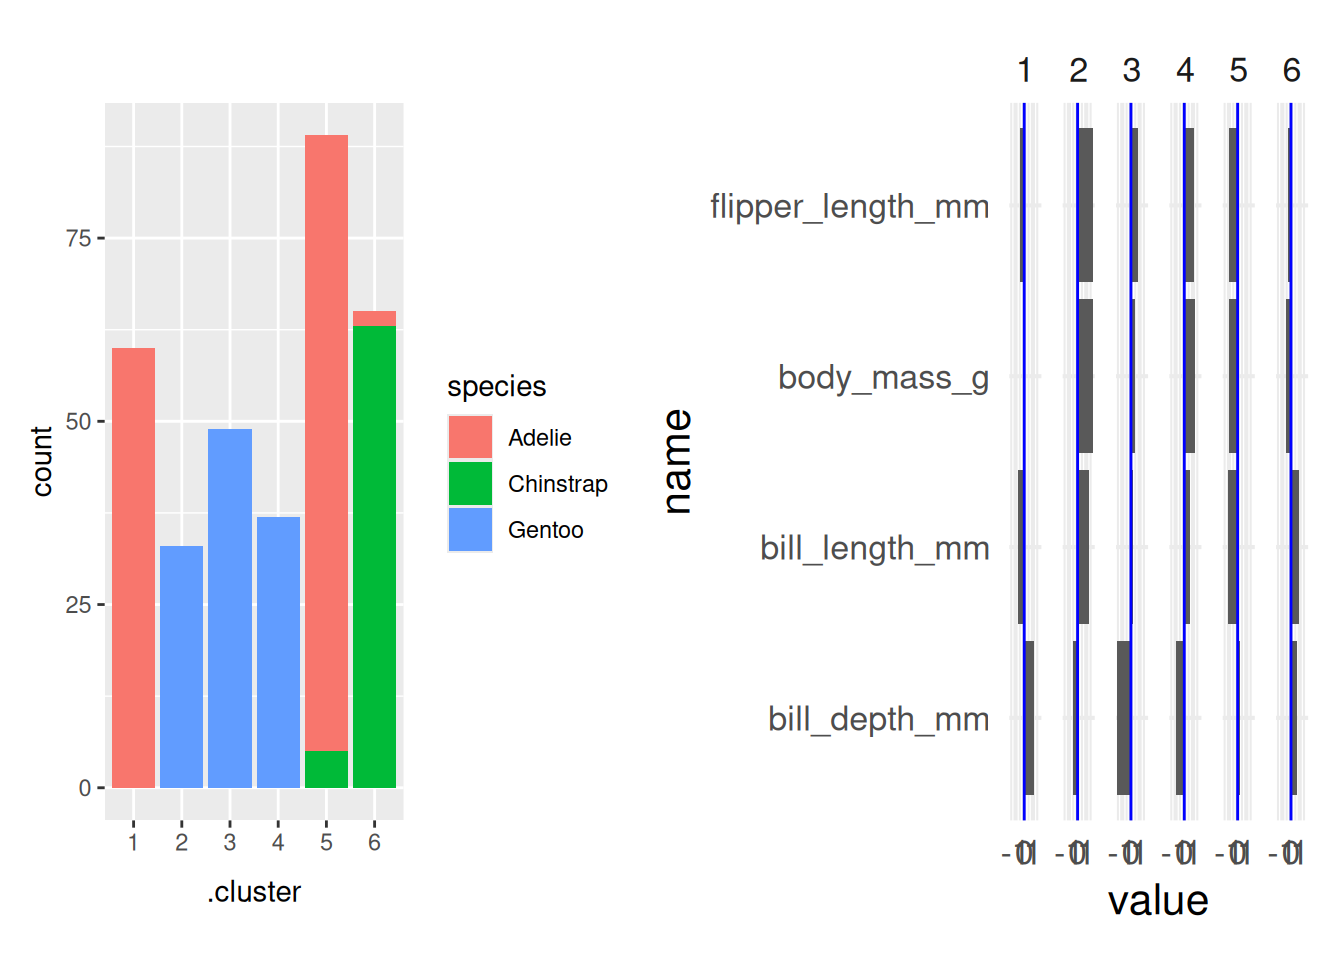 75
50
25
0
count
1 2 3 4 5 6
.cluster
species
Adelie
Chinstrap
Gentoo
1 2 3 4 5 6
flipper_length_mm
body_mass_g
bill_length_mm
bill_depth_mm
name
value